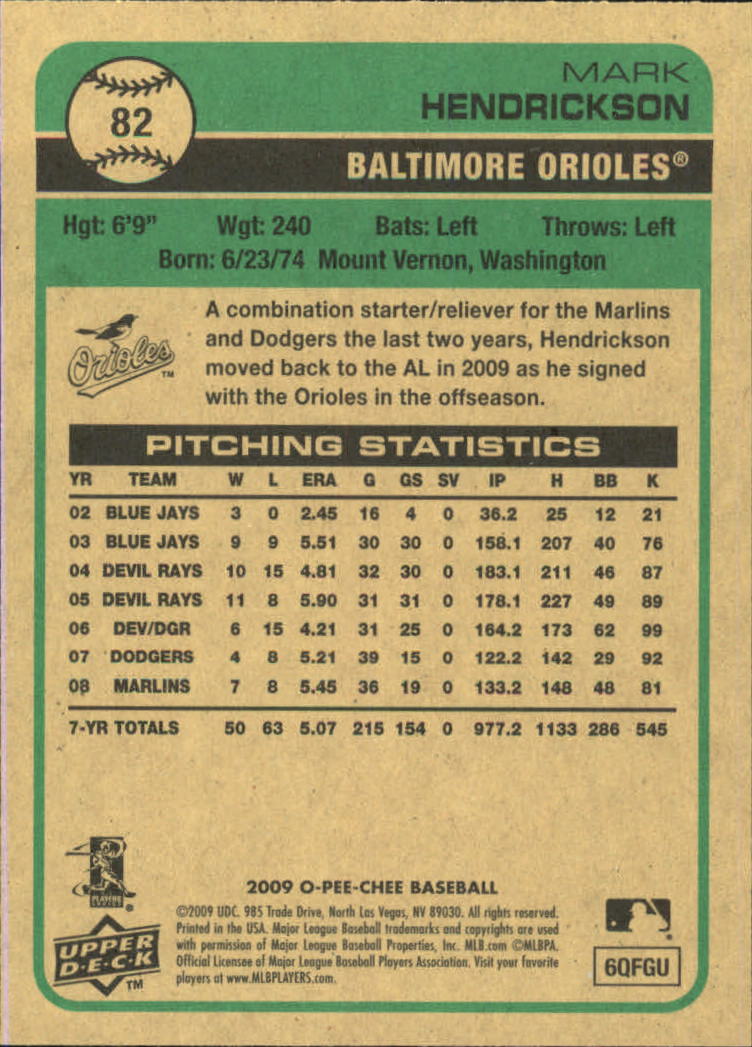 82
MARK
HENDRICKSON
BALTIMORE ORIOLES®
Hgt: 6'9" Wgt: 240 Bats: Left Throws: Left
Born: 6/23/74 Mount Vernon, Washington
Orioles TM
A combination starter/reliever for the Marlins
and Dodgers the last two years, Hendrickson
moved back to the AL in 2009 as he signed
with the Orioles in the offseason.
PITCHING STATISTICS
YR TEAM W L ERA G GS SV IP H BB K
02 BLUE JAYS 3 0 2.45 16 4 0 36.2 25 12 21
03 BLUE JAYS 9 9 5.51 30 30 0 158.1 207 40 76
04 DEVIL RAYS 10 15 4.81 32 30 0 183.1 211 46 87
05 DEVIL RAYS 11 8 5.90 31 31 0 178.1 227 49 89
06 DEV/DGR 6 15 4.21 31 25 0 164.2 173 62 99
07 DODGERS 4 8 5.21 39 15 0 122.2 142 29 92
08 MARLINS 7 8 5.45 36 19 0 133.2 148 48 81
7-YR TOTALS 50 63 5.07 215 154 0 977.2 1133 286 545
PLAYERS
CHOICE ®
UPPER
D·E·C·K
TM
2009 O-PEE-CHEE BASEBALL
©2009 UDC. 985 Trade Drive, North Las Vegas, NV 89030. All rights reserved.
Printed in the USA. Major League Baseball trademarks and copyrights are used
with permission of Major League Baseball Properties, Inc. MLB.com ©MLBPA.
Official Licensee of Major League Baseball Players Association. Visit your favorite
players at www.MLBPLAYERS.com.
6QFGU